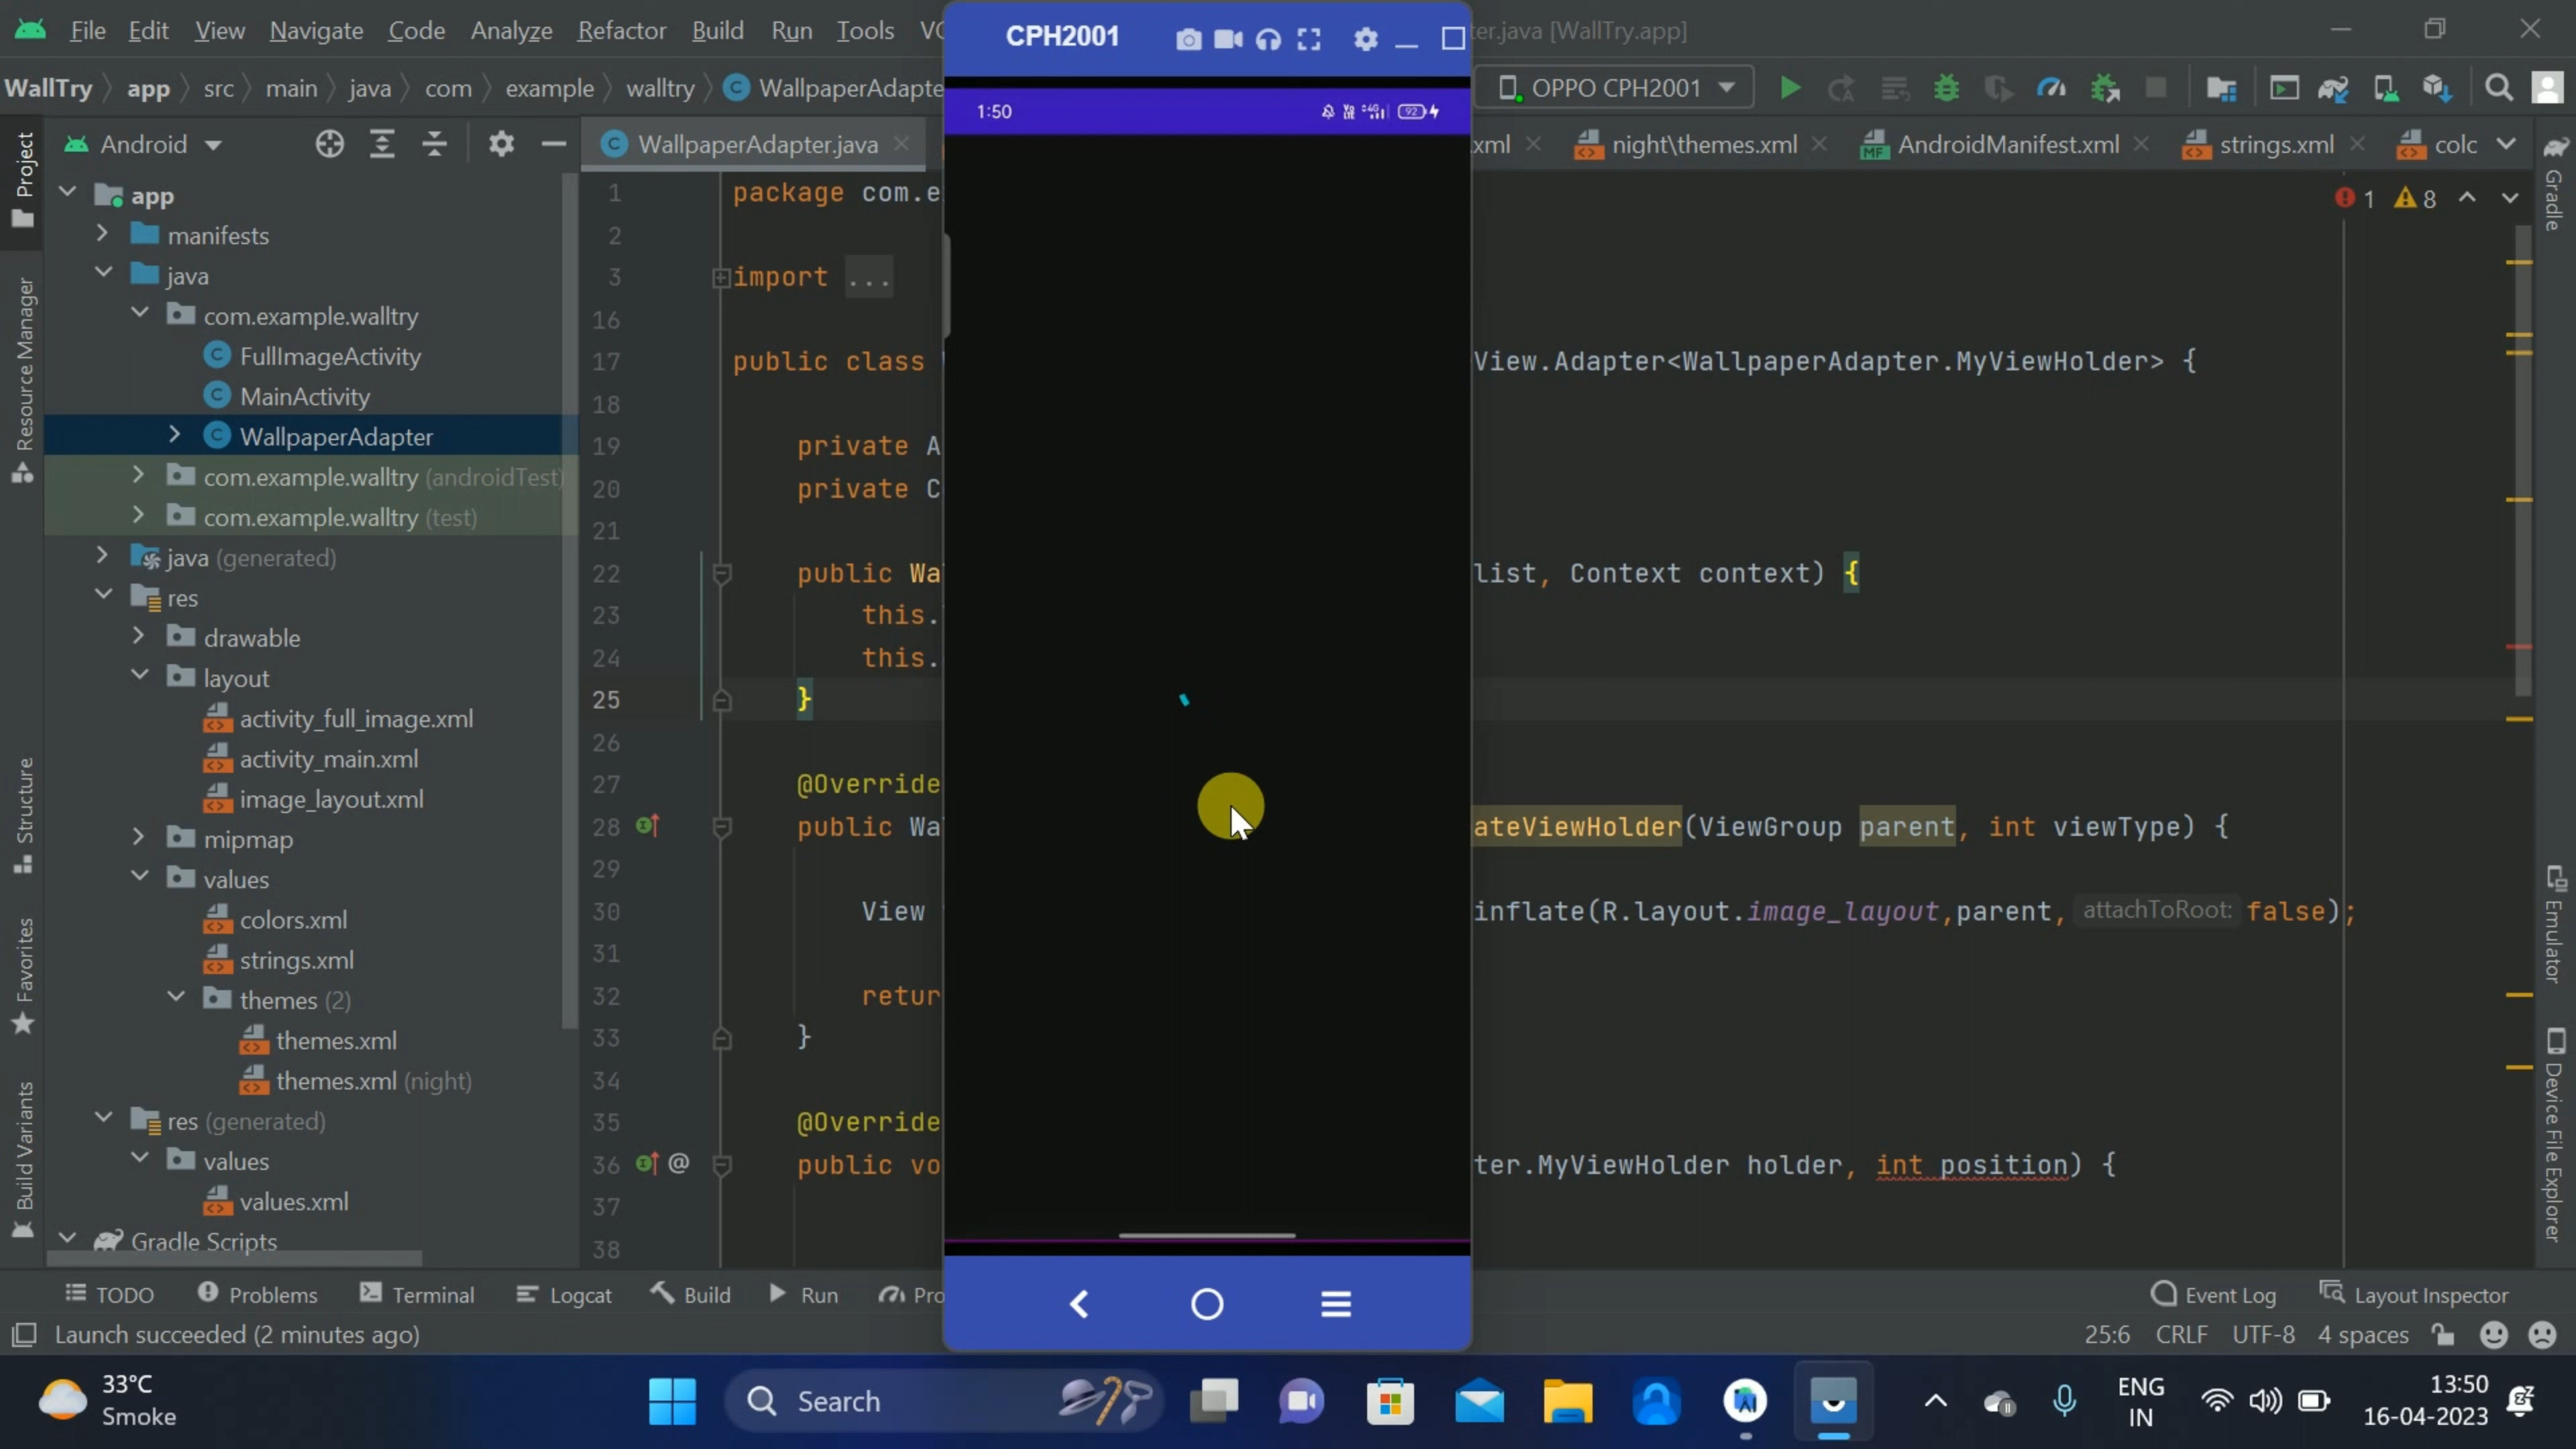 File Edit View Navigate Code Analyze Refactor Build Run Tools
ter.java [WallTry.app]
CPH2001
WallTry app src main java com example walltry WallpaperAdapte
OPPO CPH2001
1:50
4G
92
Android
WallpaperAdapter.java
.xml
night\themes.xml
AndroidManifest.xml
strings.xml
colc
Project
Resource Manager
Structure
Favorites
Build Variants
app
manifests
java
com.example.walltry
FullImageActivity
MainActivity
WallpaperAdapter
com.example.walltry (androidTest)
com.example.walltry (test)
java (generated)
res
drawable
layout
activity_full_image.xml
activity_main.xml
image_layout.xml
mipmap
values
colors.xml
strings.xml
themes (2)
themes.xml
themes.xml (night)
res (generated)
values
values.xml
Gradle Scripts
1 8
1 package com.e
2
3 import ...
16
17 public class View.Adapter<WallpaperAdapter.MyViewHolder> {
18
19 private A
20 private C
21
22 public Wa list, Context context) {
23 this.
24 this.
25 }
26
27 @Override
28 public Wa ateViewHolder(ViewGroup parent, int viewType) {
29
30 View inflate(R.layout.image_layout,parent, attachToRoot: false);
31
32 retur
33 }
34
35 @Override
36 @ public vo ter.MyViewHolder holder, int position) {
37
38
Gradle
Emulator
Device File Explorer
TODO Problems Terminal Logcat Build Run Pro
Event Log Layout Inspector
Launch succeeded (2 minutes ago)
25:6 CRLF UTF-8 4 spaces
33°C
Smoke
Search
ENG
IN
13:50
16-04-2023